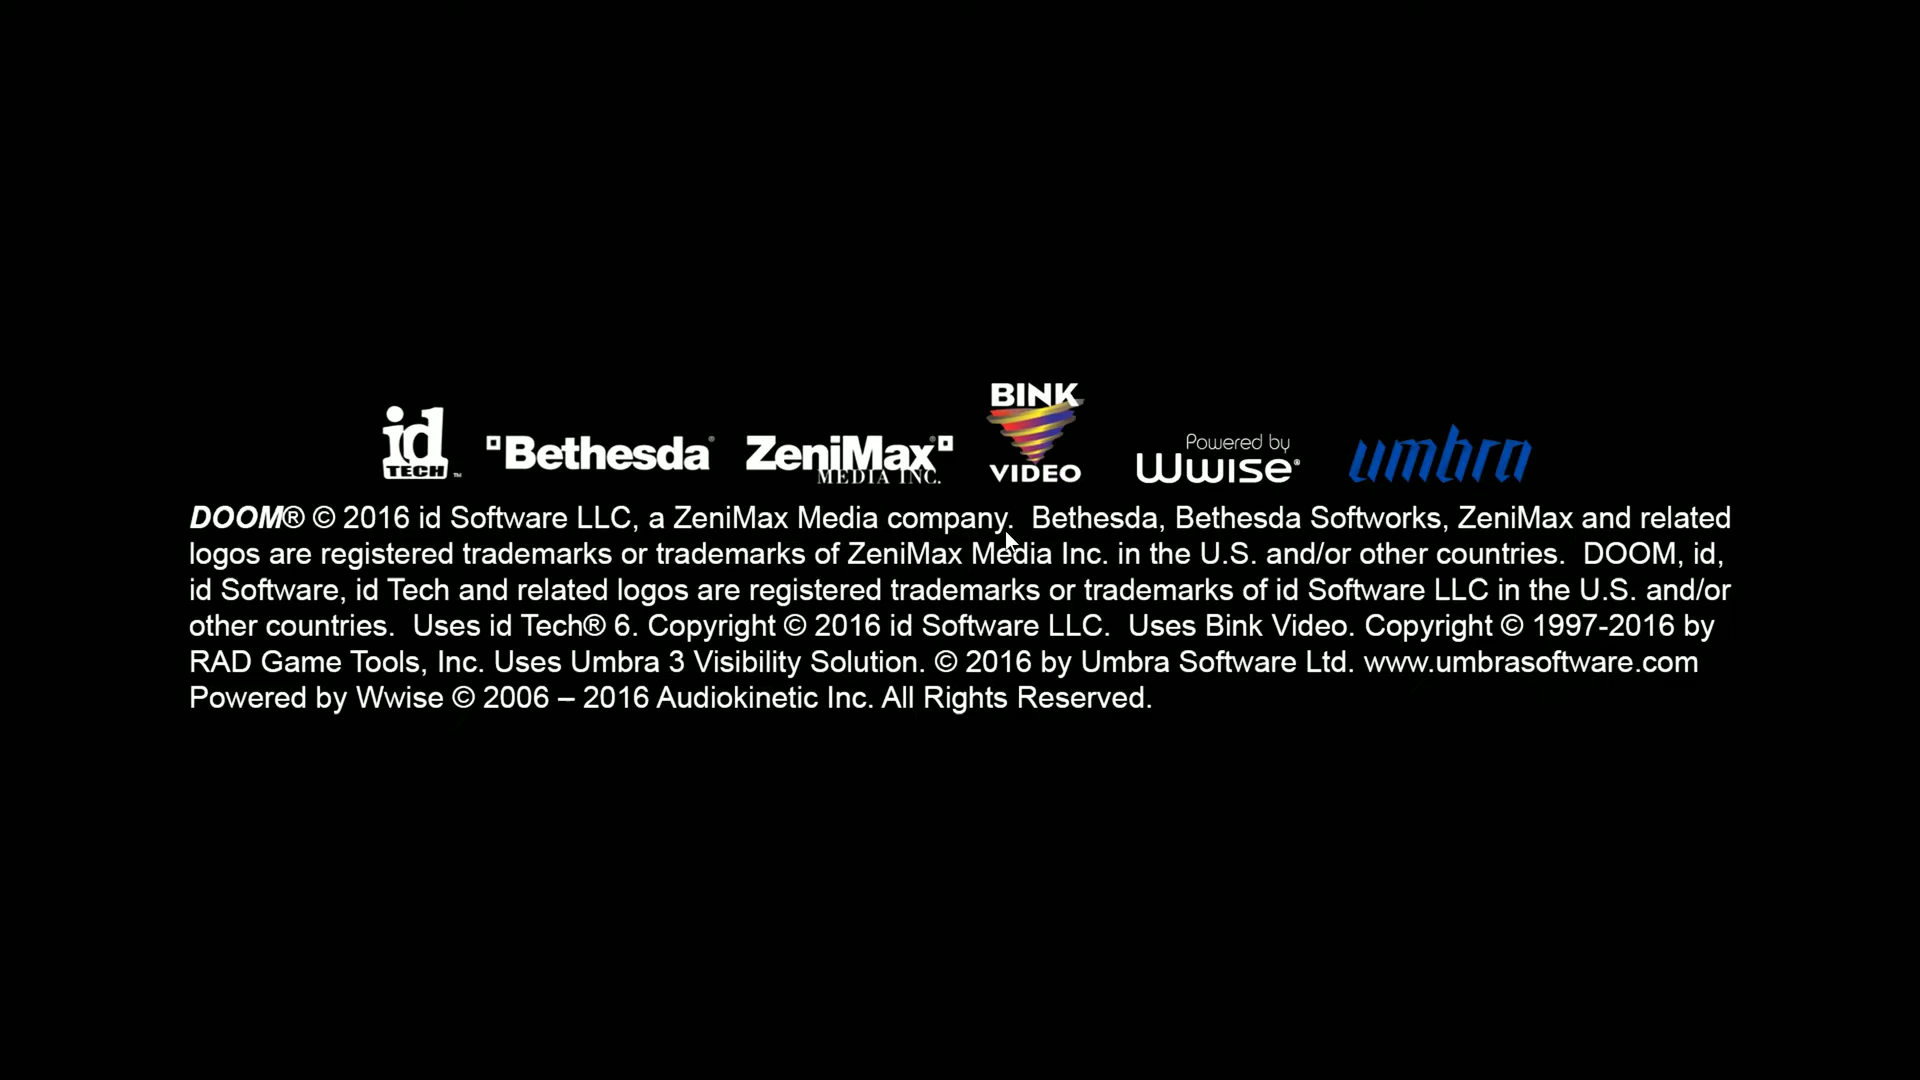 id TECH ™ Bethesda® ZeniMax® MEDIA INC. BINK VIDEO Powered by Wwise® umbra
DOOM® © 2016 id Software LLC, a ZeniMax Media company.  Bethesda, Bethesda Softworks, ZeniMax and related
logos are registered trademarks or trademarks of ZeniMax Media Inc. in the U.S. and/or other countries.  DOOM, id,
id Software, id Tech and related logos are registered trademarks or trademarks of id Software LLC in the U.S. and/or
other countries.  Uses id Tech® 6. Copyright © 2016 id Software LLC.  Uses Bink Video. Copyright © 1997-2016 by
RAD Game Tools, Inc. Uses Umbra 3 Visibility Solution. © 2016 by Umbra Software Ltd. www.umbrasoftware.com
Powered by Wwise © 2006 – 2016 Audiokinetic Inc. All Rights Reserved.